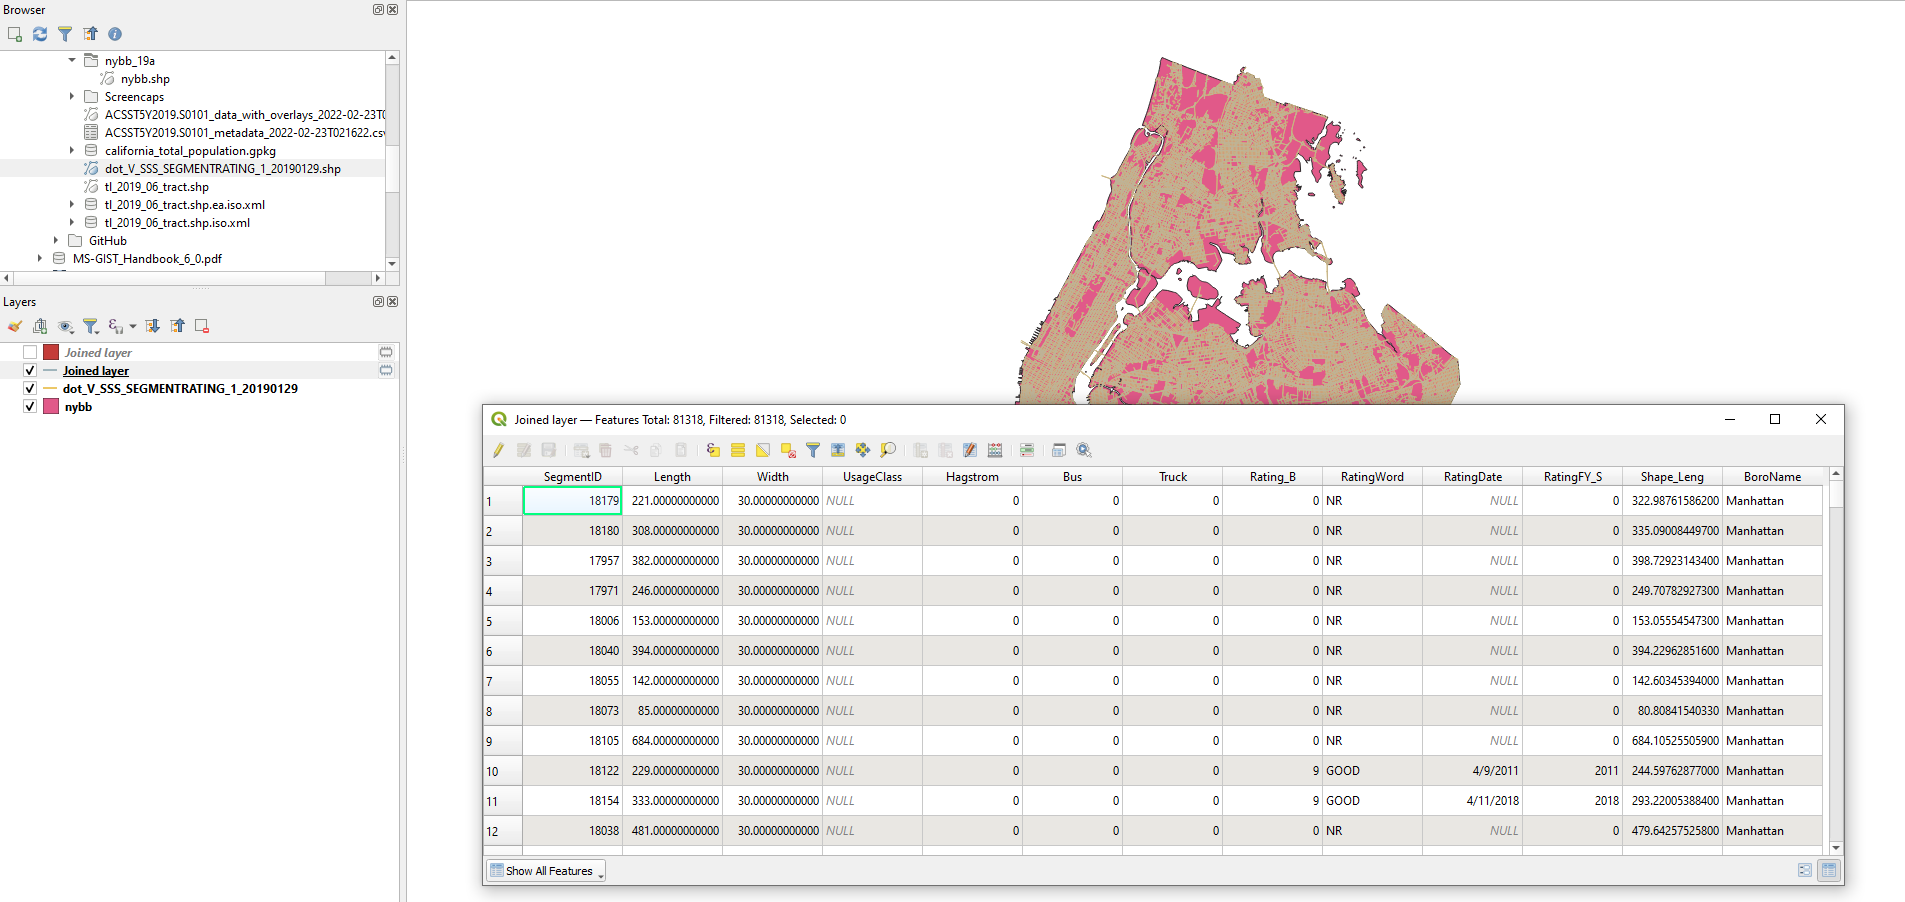 Browser
nybb_19a
nybb.shp
Screencaps
ACSST5Y2019.S0101_data_with_overlays_2022-02-23T0
ACSST5Y2019.S0101_metadata_2022-02-23T021622.csv
california_total_population.gpkg
dot_V_SSS_SEGMENTRATING_1_20190129.shp
tl_2019_06_tract.shp
tl_2019_06_tract.shp.ea.iso.xml
tl_2019_06_tract.shp.iso.xml
GitHub
MS-GIST_Handbook_6_0.pdf
Layers
Joined layer
Joined layer
dot_V_SSS_SEGMENTRATING_1_20190129
nybb
Joined layer — Features Total: 81318, Filtered: 81318, Selected: 0
SegmentID Length Width UsageClass Hagstrom Bus Truck Rating_B RatingWord RatingDate RatingFY_S Shape_Leng BoroName
1 18179 221.00000000000 30.00000000000 NULL 0 0 0 0 NR NULL 0 322.98761586200 Manhattan
2 18180 308.00000000000 30.00000000000 NULL 0 0 0 0 NR NULL 0 335.09008449700 Manhattan
3 17957 382.00000000000 30.00000000000 NULL 0 0 0 0 NR NULL 0 398.72923143400 Manhattan
4 17971 246.00000000000 30.00000000000 NULL 0 0 0 0 NR NULL 0 249.70782927300 Manhattan
5 18006 153.00000000000 30.00000000000 NULL 0 0 0 0 NR NULL 0 153.05554547300 Manhattan
6 18040 394.00000000000 30.00000000000 NULL 0 0 0 0 NR NULL 0 394.22962851600 Manhattan
7 18055 142.00000000000 30.00000000000 NULL 0 0 0 0 NR NULL 0 142.60345394000 Manhattan
8 18073 85.00000000000 30.00000000000 NULL 0 0 0 0 NR NULL 0 80.80841540330 Manhattan
9 18105 684.00000000000 30.00000000000 NULL 0 0 0 0 NR NULL 0 684.10525505900 Manhattan
10 18122 229.00000000000 30.00000000000 NULL 0 0 0 9 GOOD 4/9/2011 2011 244.59762877000 Manhattan
11 18154 333.00000000000 30.00000000000 NULL 0 0 0 9 GOOD 4/11/2018 2018 293.22005388400 Manhattan
12 18038 481.00000000000 30.00000000000 NULL 0 0 0 0 NR NULL 0 479.64257525800 Manhattan
Show All Features